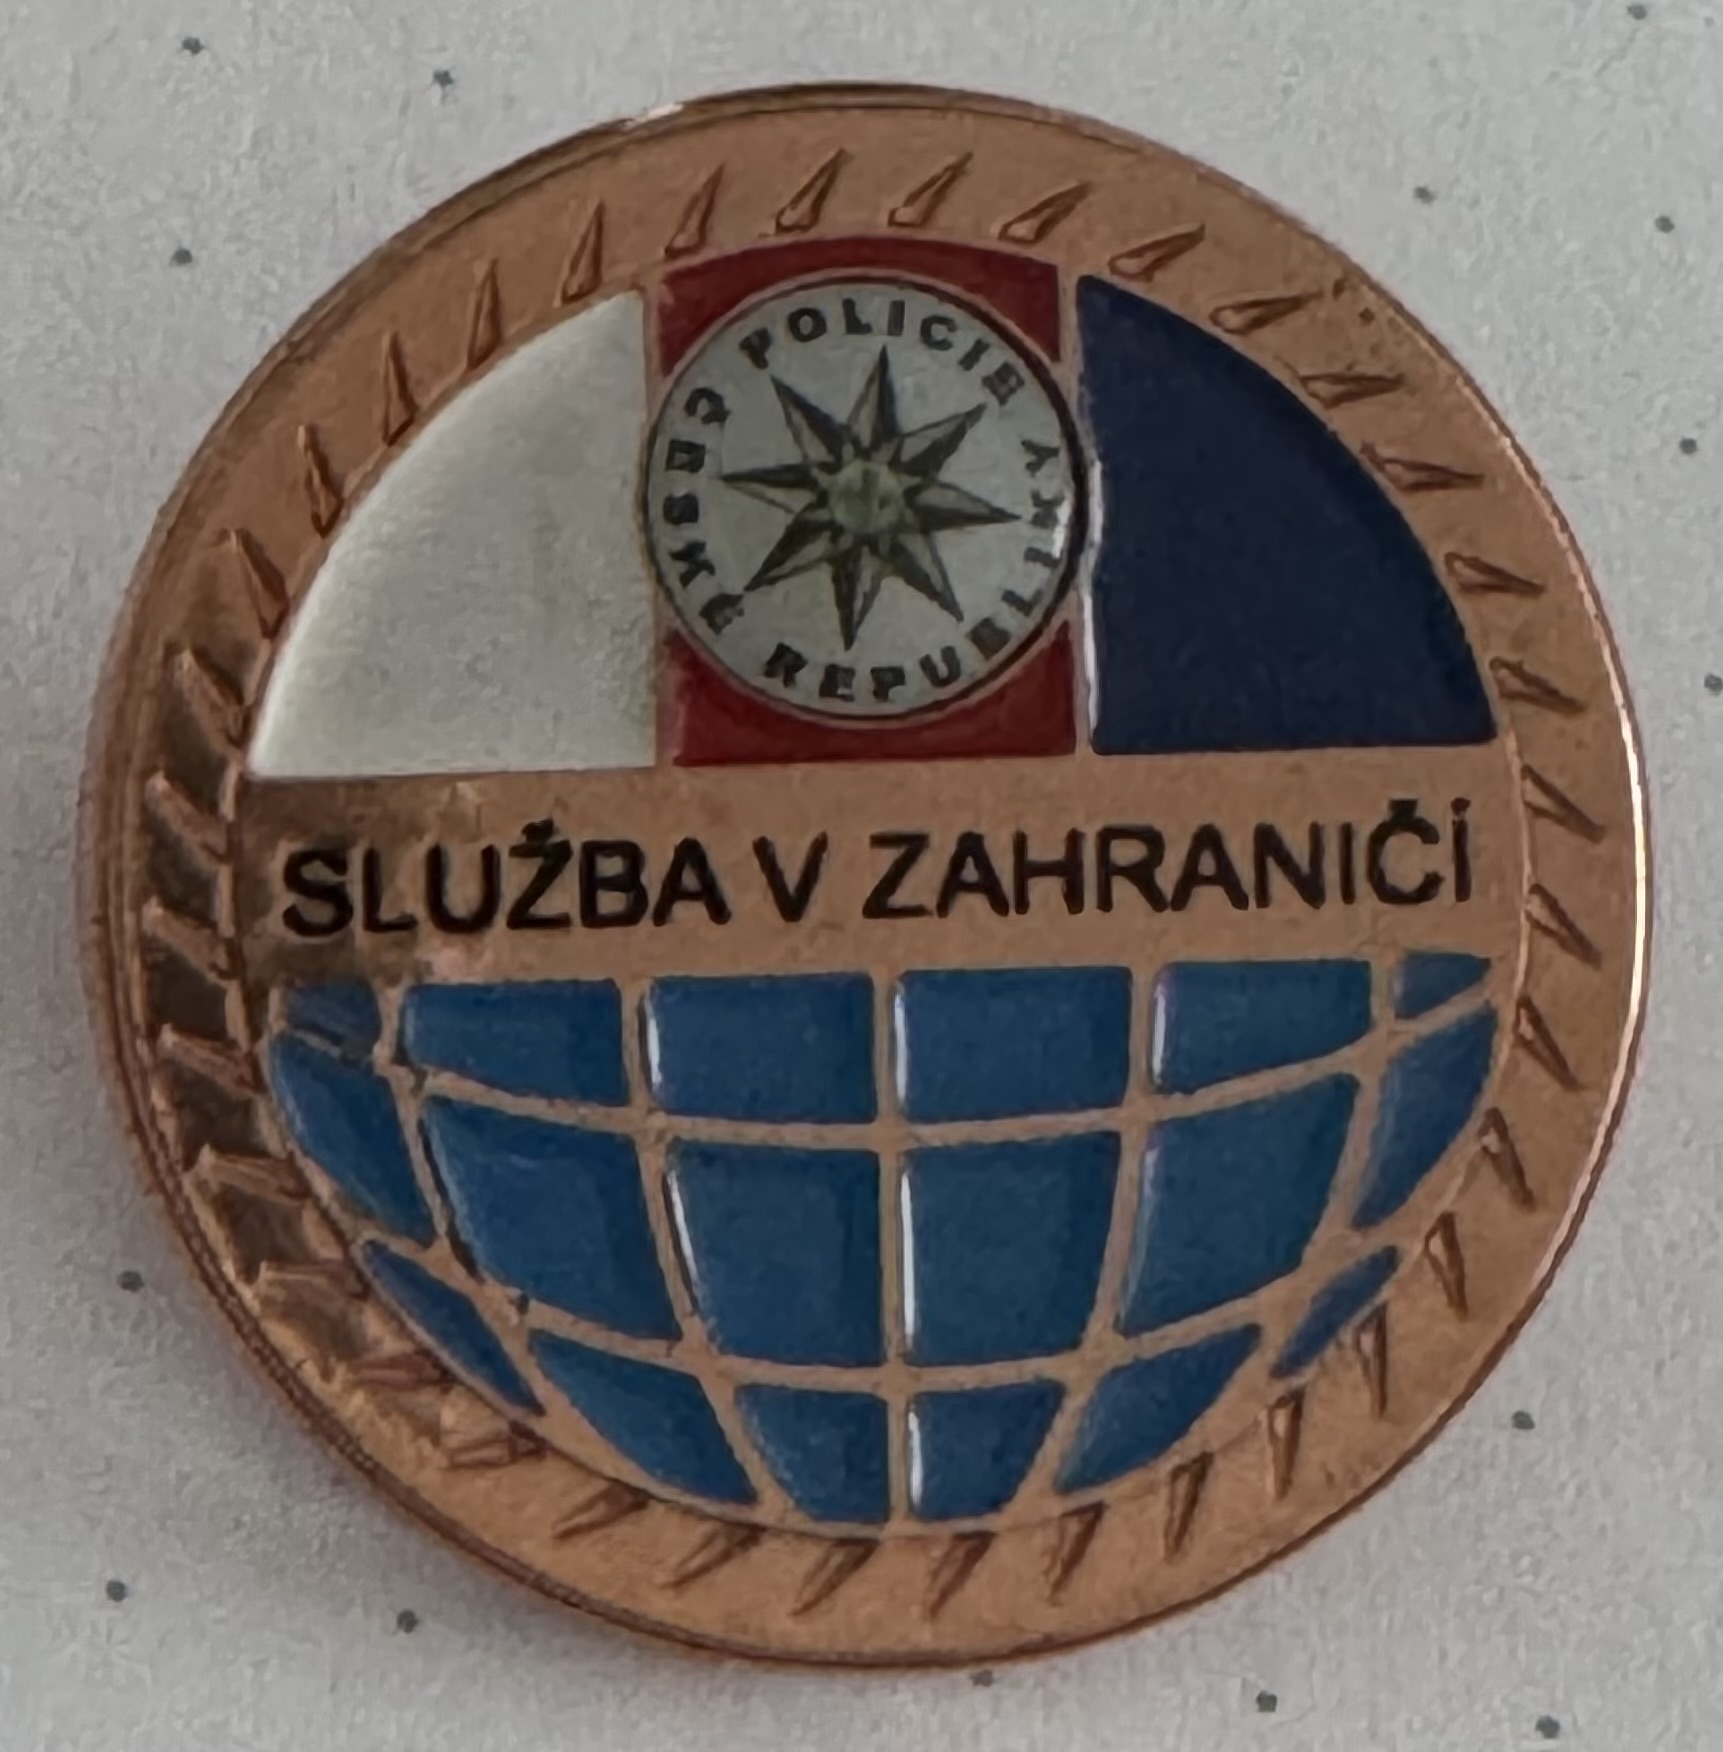 POLICIE
ČESKÉ REPUBLIKY
SLUŽBA V ZAHRANIČÍ